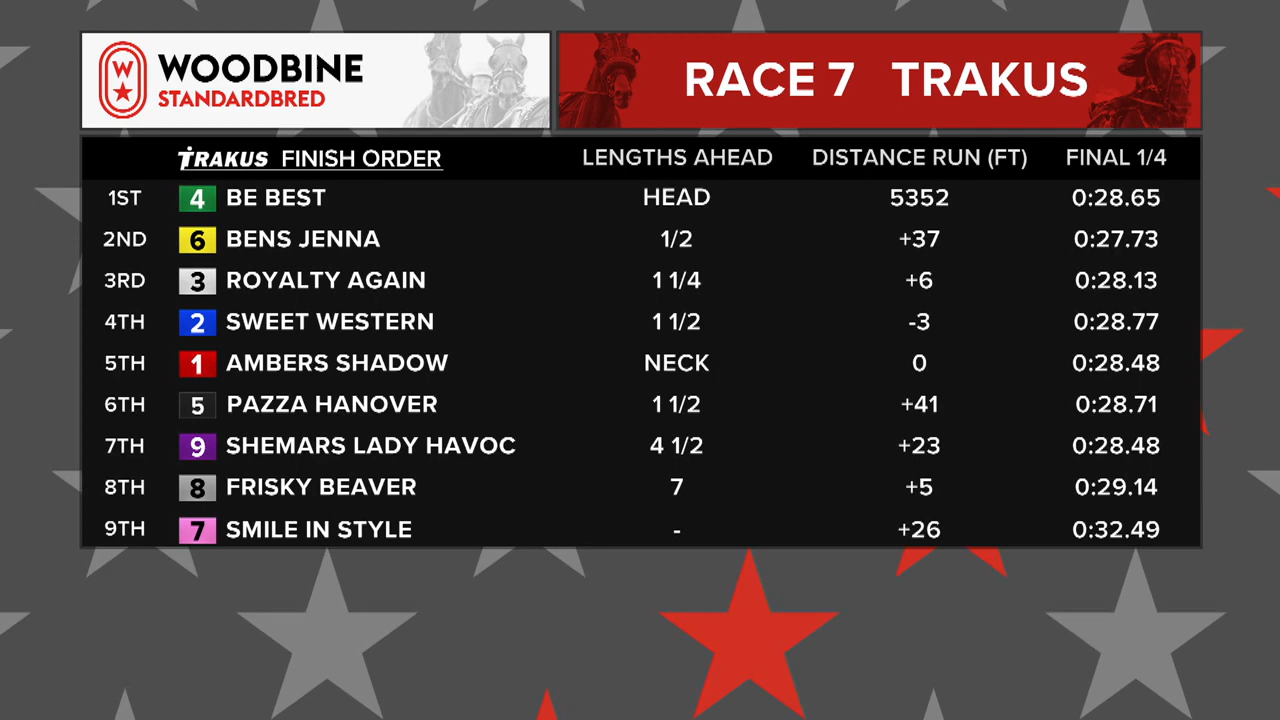 W
WOODBINE
STANDARDBRED
RACE 7 TRAKUS
TRAKUS FINISH ORDER LENGTHS AHEAD DISTANCE RUN (FT) FINAL 1/4
1ST 4 BE BEST HEAD 5352 0:28.65
2ND 6 BENS JENNA 1/2 +37 0:27.73
3RD 3 ROYALTY AGAIN 1 1/4 +6 0:28.13
4TH 2 SWEET WESTERN 1 1/2 -3 0:28.77
5TH 1 AMBERS SHADOW NECK 0 0:28.48
6TH 5 PAZZA HANOVER 1 1/2 +41 0:28.71
7TH 9 SHEMARS LADY HAVOC 4 1/2 +23 0:28.48
8TH 8 FRISKY BEAVER 7 +5 0:29.14
9TH 7 SMILE IN STYLE - +26 0:32.49